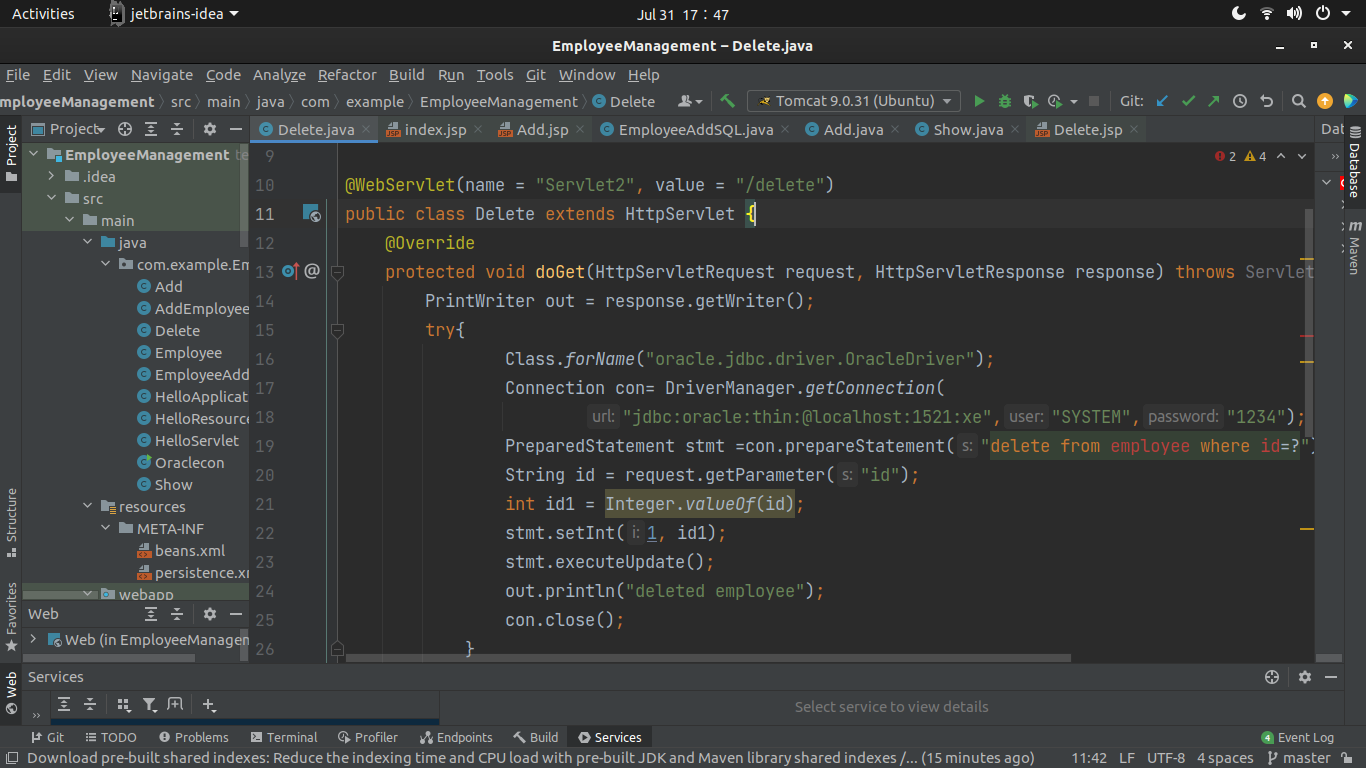 Activities jetbrains-idea Jul 31 17 : 47
EmployeeManagement – Delete.java
File Edit View Navigate Code Analyze Refactor Build Run Tools Git Window Help
mployeeManagement src main java com example EmployeeManagement Delete Tomcat 9.0.31 (Ubuntu) Git:
Project Delete.java index.jsp Add.jsp EmployeeAddSQL.java Add.java Show.java Delete.jsp Dat
Project
Structure
Favorites
Web
EmployeeManagement
.idea
src
main
java
com.example.Em
Add
AddEmployee
Delete
Employee
EmployeeAdd
HelloApplicat
HelloResource
HelloServlet
Oraclecon
Show
resources
META-INF
beans.xml
persistence.x
webapp
Web
Web (in EmployeeManagem
2 4
9
10 @WebServlet(name = "Servlet2", value = "/delete")
11 public class Delete extends HttpServlet {
12 @Override
13 @ protected void doGet(HttpServletRequest request, HttpServletResponse response) throws Servlet
14 PrintWriter out = response.getWriter();
15 try{
16 Class.forName("oracle.jdbc.driver.OracleDriver");
17 Connection con= DriverManager.getConnection(
18 url: "jdbc:oracle:thin:@localhost:1521:xe", user: "SYSTEM", password: "1234");
19 PreparedStatement stmt =con.prepareStatement( s: "delete from employee where id=?")
20 String id = request.getParameter( s: "id");
21 int id1 = Integer.valueOf(id);
22 stmt.setInt( i: 1, id1);
23 stmt.executeUpdate();
24 out.println("deleted employee");
25 con.close();
26 }
Database
m Maven
Services
Select service to view details
Git TODO Problems Terminal Profiler Endpoints Build Services 4 Event Log
Download pre-built shared indexes: Reduce the indexing time and CPU load with pre-built JDK and Maven library shared indexes /... (15 minutes ago) 11:42 LF UTF-8 4 spaces master